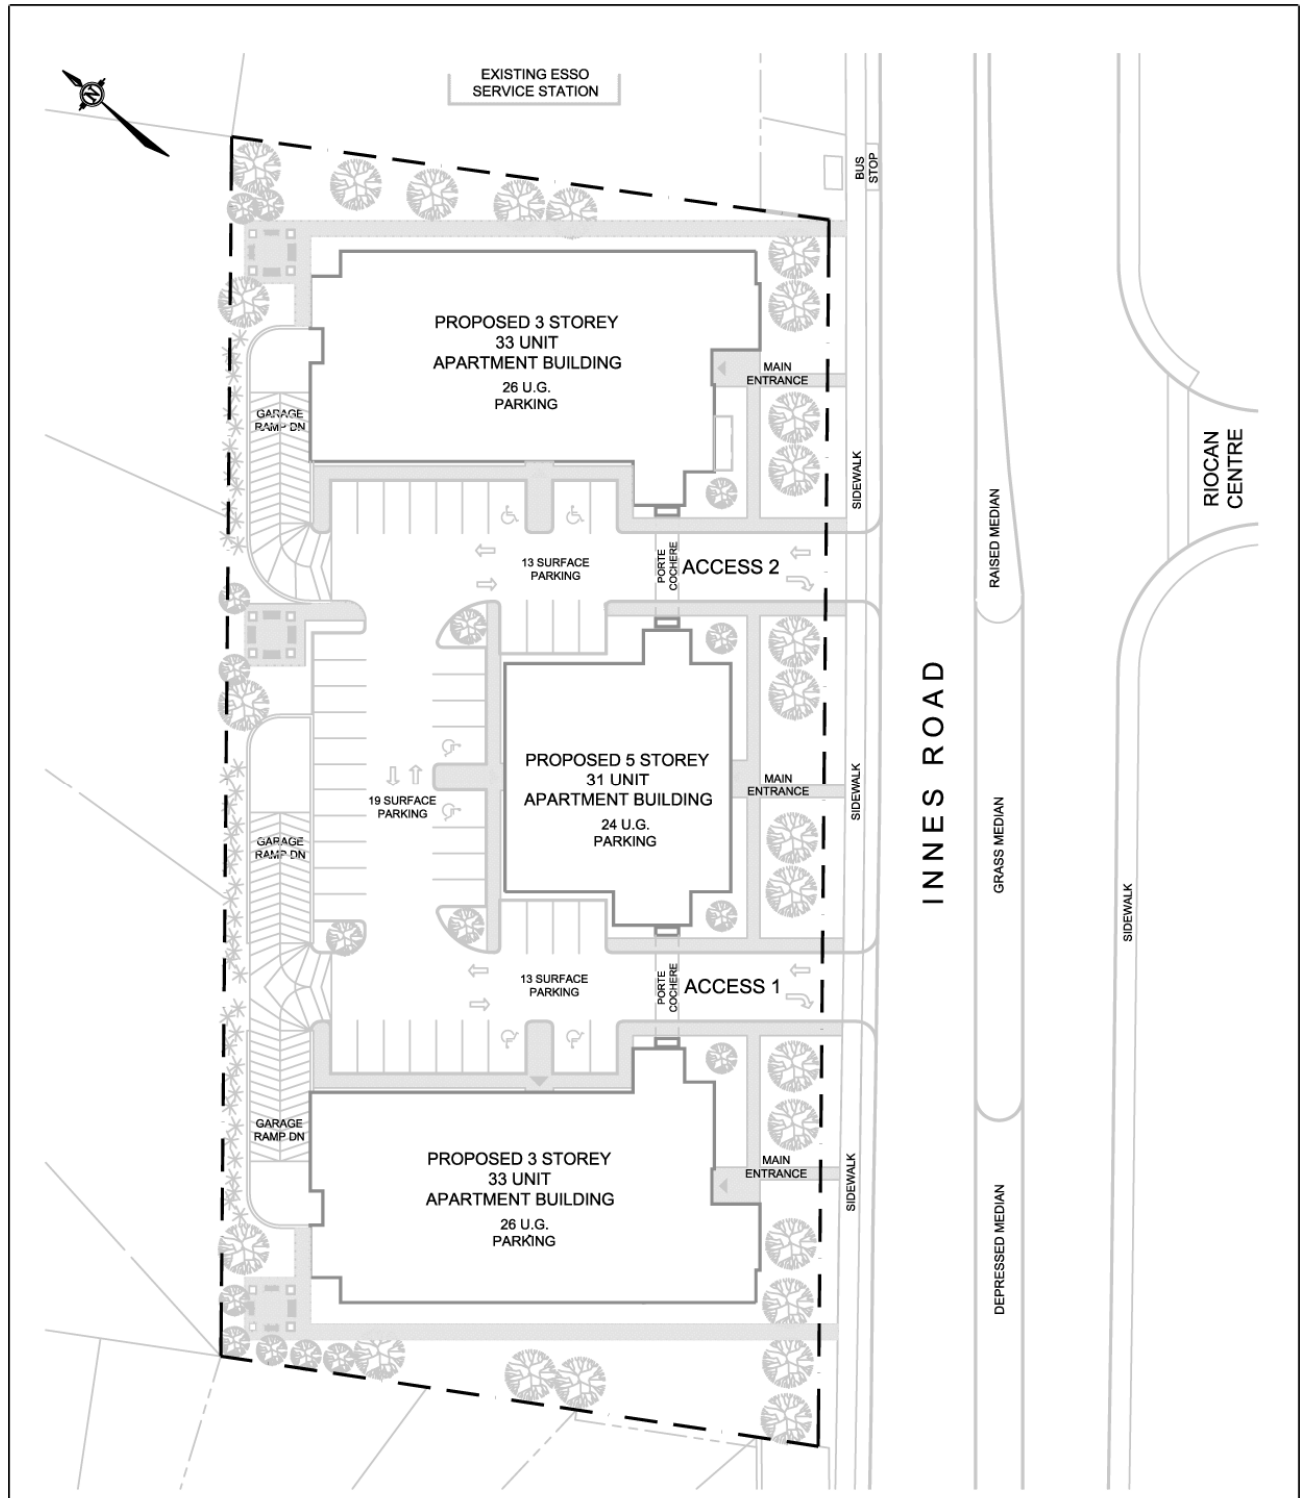 EXISTING ESSO
SERVICE STATION
N
BUS
STOP
PROPOSED 3 STOREY
33 UNIT
APARTMENT BUILDING
26 U.G.
PARKING
MAIN
ENTRANCE
GARAGE
RAMP DN
SIDEWALK
RIOCAN
CENTRE
RAISED MEDIAN
13 SURFACE
PARKING
PORTE
COCHERE
ACCESS 2
INNES ROAD
PROPOSED 5 STOREY
31 UNIT
APARTMENT BUILDING
24 U.G.
PARKING
MAIN
ENTRANCE
19 SURFACE
PARKING
SIDEWALK
GARAGE
RAMP DN
GRASS MEDIAN
SIDEWALK
13 SURFACE
PARKING
PORTE
COCHERE
ACCESS 1
GARAGE
RAMP DN
PROPOSED 3 STOREY
33 UNIT
APARTMENT BUILDING
26 U.G.
PARKING
MAIN
ENTRANCE
SIDEWALK
DEPRESSED MEDIAN